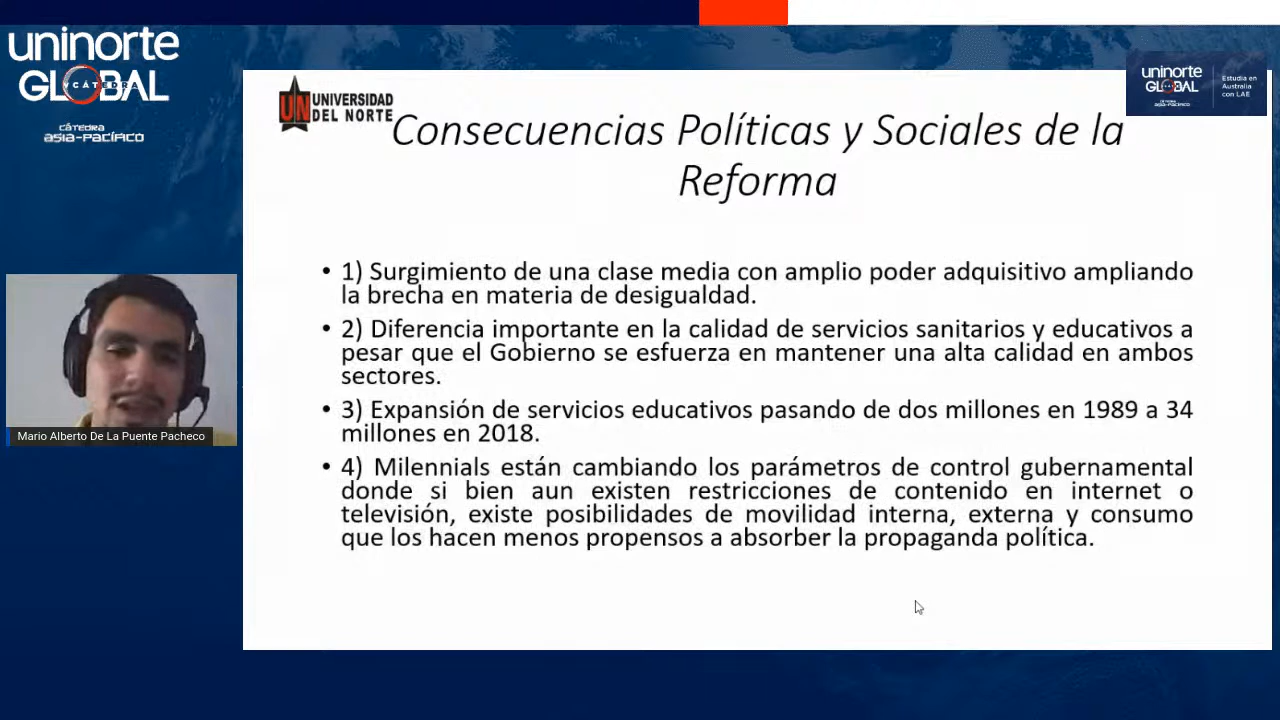 uninorte
GLOBAL
CÁTEDRA
CÁTEDRA
ASIA-PACÍFICO
uninorte
GLOBAL
Estudia en
Australia
con LAE
UN UNIVERSIDAD
DEL NORTE
Consecuencias Políticas y Sociales de la
Reforma
• 1) Surgimiento de una clase media con amplio poder adquisitivo ampliando
la brecha en materia de desigualdad.
• 2) Diferencia importante en la calidad de servicios sanitarios y educativos a
pesar que el Gobierno se esfuerza en mantener una alta calidad en ambos
sectores.
• 3) Expansión de servicios educativos pasando de dos millones en 1989 a 34
millones en 2018.
• 4) Milennials están cambiando los parámetros de control gubernamental
donde si bien aun existen restricciones de contenido en internet o
televisión, existe posibilidades de movilidad interna, externa y consumo
que los hacen menos propensos a absorber la propaganda política.
Mario Alberto De La Puente Pacheco